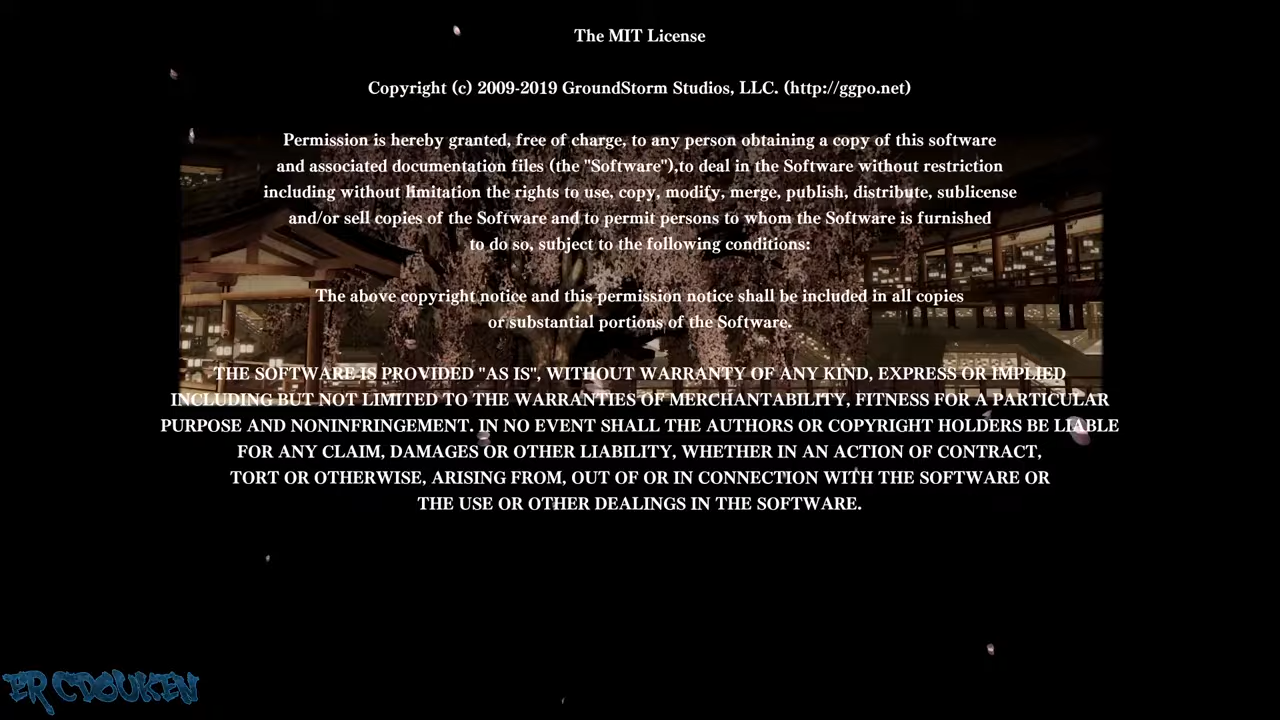 The MIT License
Copyright (c) 2009-2019 GroundStorm Studios, LLC. (http://ggpo.net)
Permission is hereby granted, free of charge, to any person obtaining a copy of this software
and associated documentation files (the "Software"),to deal in the Software without restriction
including without limitation the rights to use, copy, modify, merge, publish, distribute, sublicense
and/or sell copies of the Software and to permit persons to whom the Software is furnished
to do so, subject to the following conditions:
The above copyright notice and this permission notice shall be included in all copies
or substantial portions of the Software.
THE SOFTWARE IS PROVIDED "AS IS", WITHOUT WARRANTY OF ANY KIND, EXPRESS OR IMPLIED
INCLUDING BUT NOT LIMITED TO THE WARRANTIES OF MERCHANTABILITY, FITNESS FOR A PARTICULAR
PURPOSE AND NONINFRINGEMENT. IN NO EVENT SHALL THE AUTHORS OR COPYRIGHT HOLDERS BE LIABLE
FOR ANY CLAIM, DAMAGES OR OTHER LIABILITY, WHETHER IN AN ACTION OF CONTRACT,
TORT OR OTHERWISE, ARISING FROM, OUT OF OR IN CONNECTION WITH THE SOFTWARE OR
THE USE OR OTHER DEALINGS IN THE SOFTWARE.
ER CDOUKEN